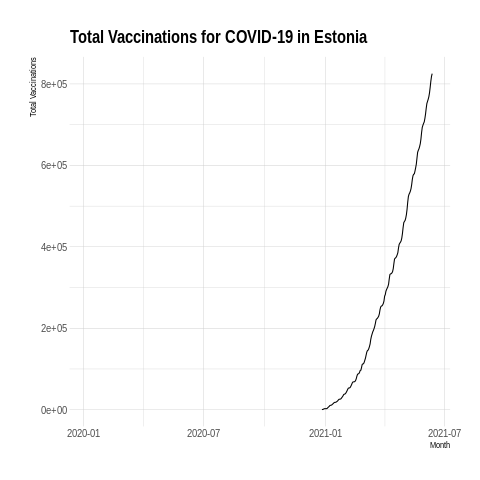 Total Vaccinations for COVID-19 in Estonia
Total Vaccinations
8e+05
6e+05
4e+05
2e+05
0e+00
2020-01 2020-07 2021-01 2021-07
Month